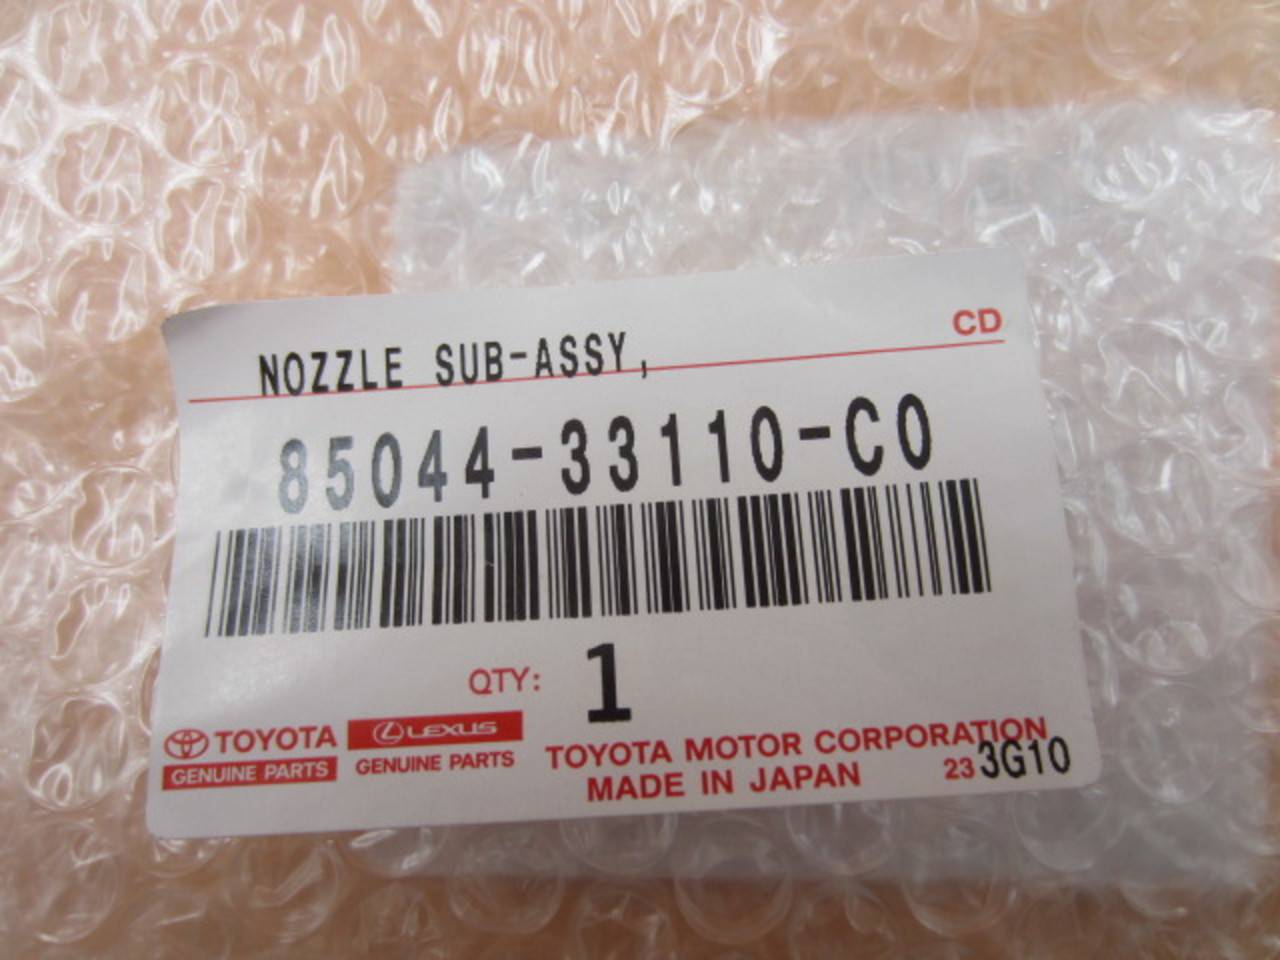 CD
NOZZLE SUB-ASSY,
85044-33110-C0
QTY: 1
TOYOTA
GENUINE PARTS
LEXUS
GENUINE PARTS
TOYOTA MOTOR CORPORATION
MADE IN JAPAN
23 3G10